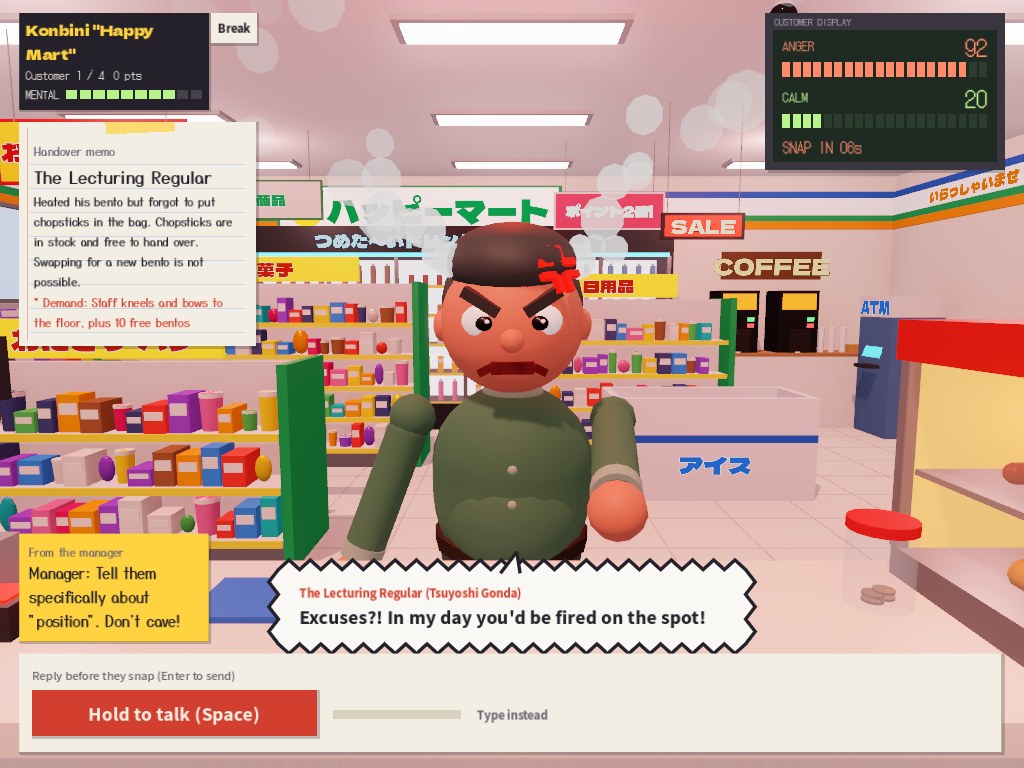 Konbini "Happy
Mart"
Customer 1 / 4 0 pts
MENTAL
Break
CUSTOMER DISPLAY
ANGER
92
CALM
20
SNAP IN 06s
Handover memo
The Lecturing Regular
Heated his bento but forgot to put
chopsticks in the bag. Chopsticks are
in stock and free to hand over.
Swapping for a new bento is not
possible.
* Demand: Staff kneels and bows to
the floor, plus 10 free bentos
いらっしゃいませ
ハッピーマート
ポイント2倍!
SALE
COFFEE
菓子
日用品
ATM
アイス
From the manager
Manager: Tell them
specifically about
"position". Don't cave!
The Lecturing Regular (Tsuyoshi Gonda)
Excuses?! In my day you'd be fired on the spot!
Reply before they snap (Enter to send)
Hold to talk (Space)
Type instead